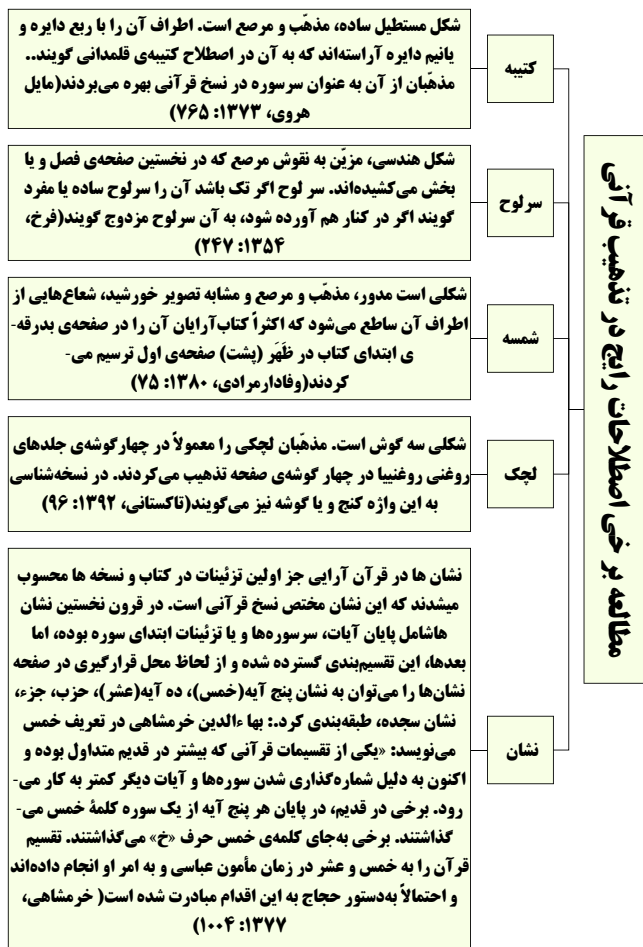 مطالعه بر خی اصطلاحات رایج در تذهیب قرآنی
کتیبه
شکل مستطیل ساده، مذهّب و مرصع است. اطراف آن را با ربع دایره و
یانیم دایره آراسته‌اند که به آن در اصطلاح کتیبه‌ی قلمدانی گویند..
مذهّبان از آن به عنوان سرسوره در نسخ قرآنی بهره می‌بردند(مایل
هروی، ۱۳۷۳: ۷۶۵)
سرلوح
شکل هندسی، مزیّن به نقوش مرصع که در نخستین صفحه‌ی فصل و یا
بخش می‌کشیده‌اند. سر لوح اگر تک باشد آن را سرلوح ساده یا مفرد
گویند اگر در کنار هم آورده شود، به آن سرلوح مزدوج گویند(فرخ،
۱۳۵۴: ۲۴۷)
شمسه
شکلی است مدور، مذهّب و مرصع و مشابه تصویر خورشید، شعاع‌هایی از
اطراف آن ساطع می‌شود که اکثراً کتاب‌آرایان آن را در صفحه‌ی بدرقه-
ی ابتدای کتاب در ظَهَر (پشت) صفحه‌ی اول ترسیم می-
کردند(وفادارمرادی، ۱۳۸۰: ۷۵)
لچک
شکلی سه گوش است. مذهّبان لچکی را معمولاً در چهارگوشه‌ی جلدهای
روغنی روغنییا در چهار گوشه‌ی صفحه تذهیب می‌کردند. در نسخه‌شناسی
به این واژه کنج و یا گوشه نیز می‌گویند(تاکستانی، ۱۳۹۲: ۹۶)
نشان
نشان ها در قرآن آرایی جز اولین تزئینات در کتاب و نسخه ها محسوب
میشدند که این نشان مختص نسخ قرآنی است. در قرون نخستین نشان
هاشامل پایان آیات، سرسوره‌ها و یا تزئینات ابتدای سوره بوده، اما
بعدها، این تقسیم‌بندی گسترده شده و از لحاظ محل قرارگیری در صفحه
نشان‌ها را می‌توان به نشان پنج آیه(خمس)، ده آیه(عشر)، حزب، جزء،
نشان سجده، طبقه‌بندی کرد.: بها ءالدین خرمشاهی در تعریف خمس
می‌نویسد: «یکی از تقسیمات قرآنی که بیشتر در قدیم متداول بوده و
اکنون به دلیل شماره‌گذاری شدن سوره‌ها و آیات دیگر کمتر به کار می-
رود. برخی در قدیم، در پایان هر پنج آیه از یک سوره کلمهٔ خمس می-
گذاشتند. برخی به‌جای کلمه‌ی خمس حرف «خ» می‌گذاشتند. تقسیم
قرآن را به خمس و عشر در زمان مأمون عباسی و به امر او انجام داده‌اند
و احتمالاً به‌دستور حجاج به این اقدام مبادرت شده است( خرمشاهی،
۱۳۷۷: ۱۰۰۴)